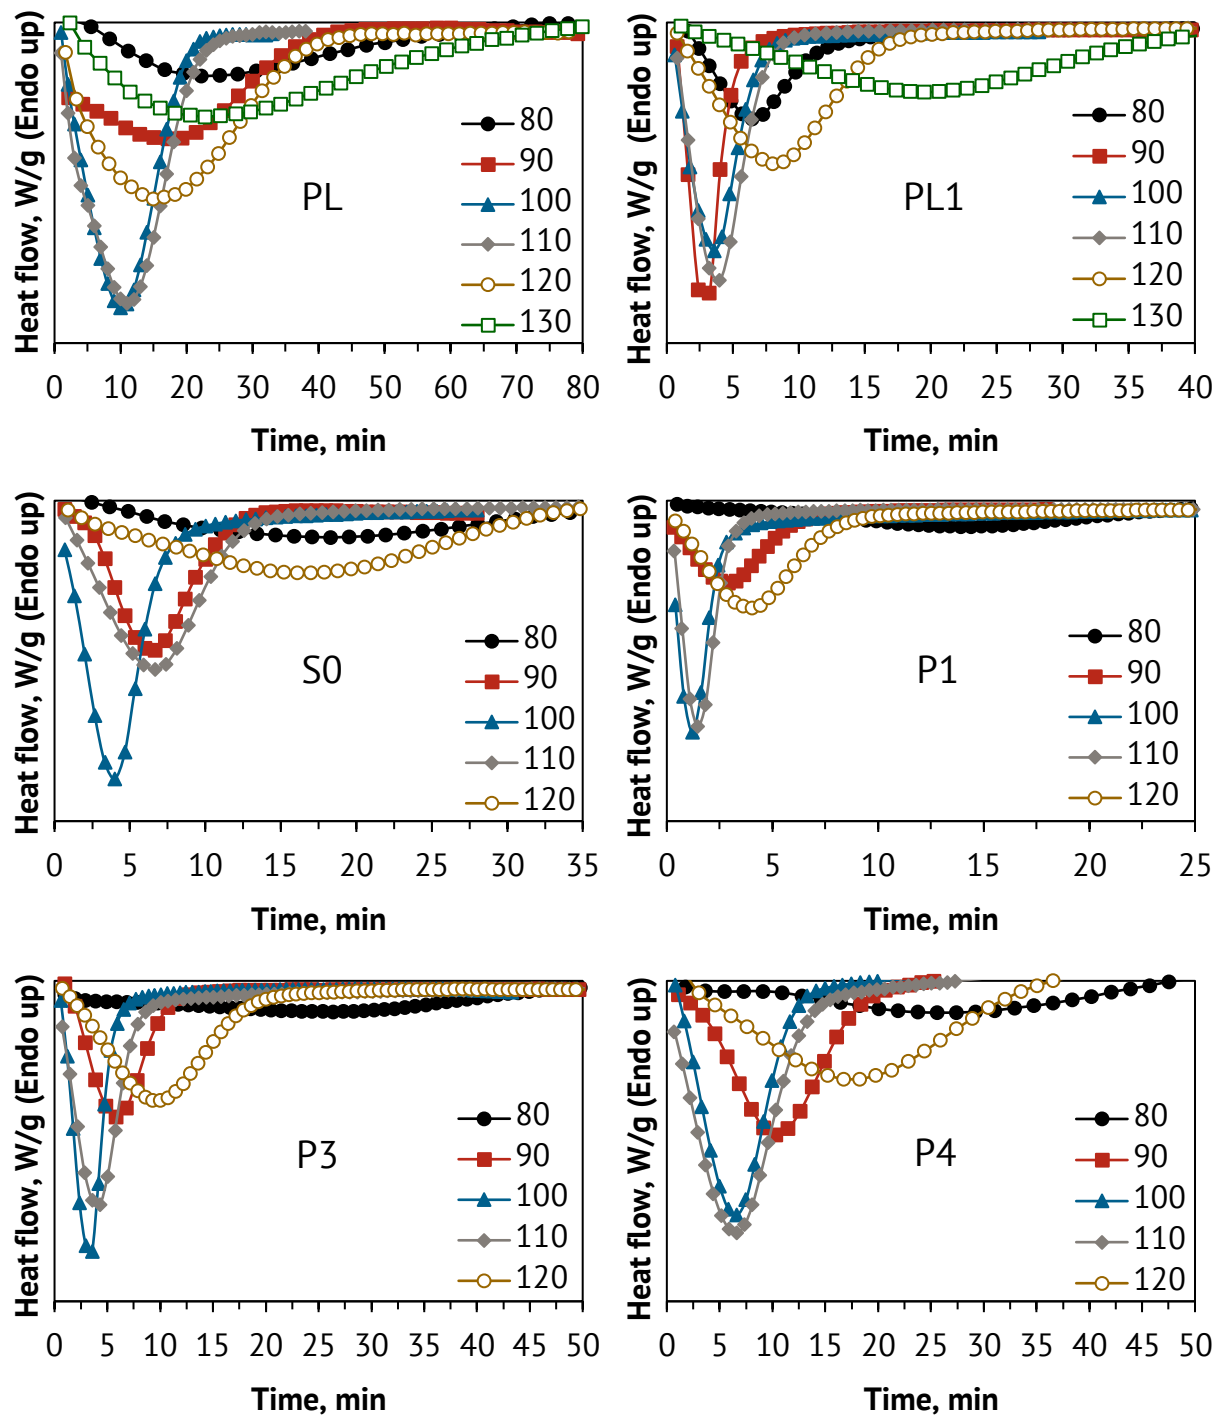 Heat flow, W/g (Endo up)
PL
80
90
100
110
120
130
0 10 20 30 40 50 60 70 80
Time, min
Heat flow, W/g (Endo up)
PL1
80
90
100
110
120
130
0 5 10 15 20 25 30 35 40
Time, min
Heat flow, W/g (Endo up)
S0
80
90
100
110
120
0 5 10 15 20 25 30 35
Time, min
Heat flow, W/g (Endo up)
P1
80
90
100
110
120
0 5 10 15 20 25
Time, min
Heat flow, W/g (Endo up)
P3
80
90
100
110
120
0 5 10 15 20 25 30 35 40 45 50
Time, min
Heat flow, W/g (Endo up)
P4
80
90
100
110
120
0 5 10 15 20 25 30 35 40 45 50
Time, min